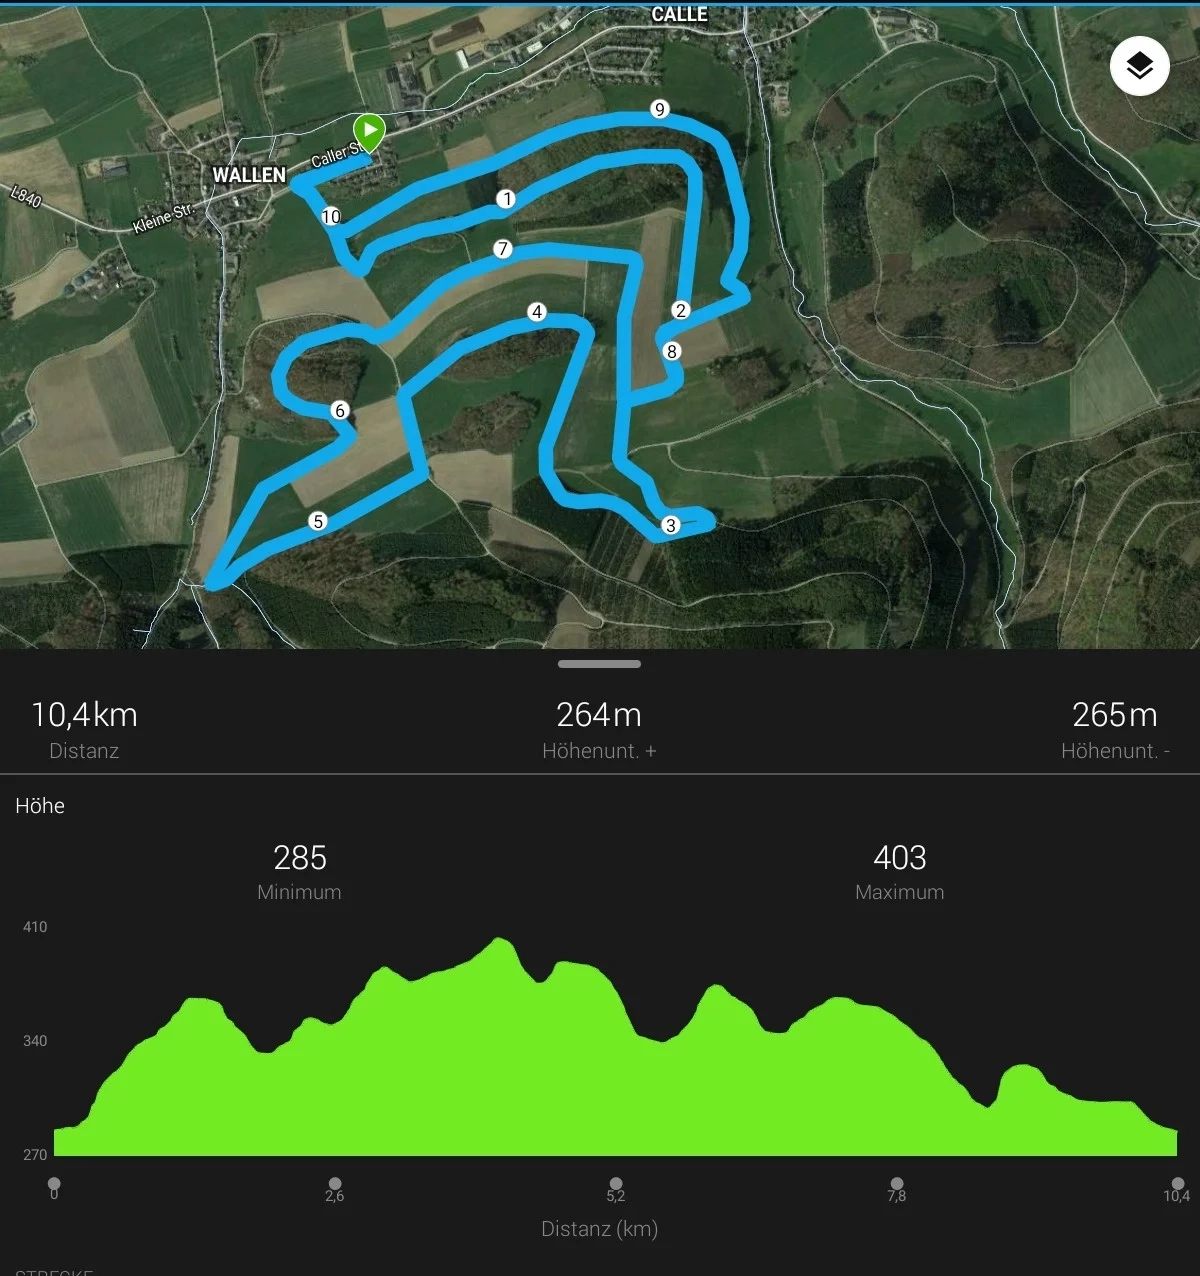 CALLE
9
Caller S
WALLEN
L840
Kleine Str.
10
1
7
4
2
8
6
5
3
10,4km 264m 265m
Distanz Höhenunt. + Höhenunt. -
Höhe
285 403
Minimum Maximum
410
340
270
0 2,6 5,2 7,8 10,4
Distanz (km)
STRECKE